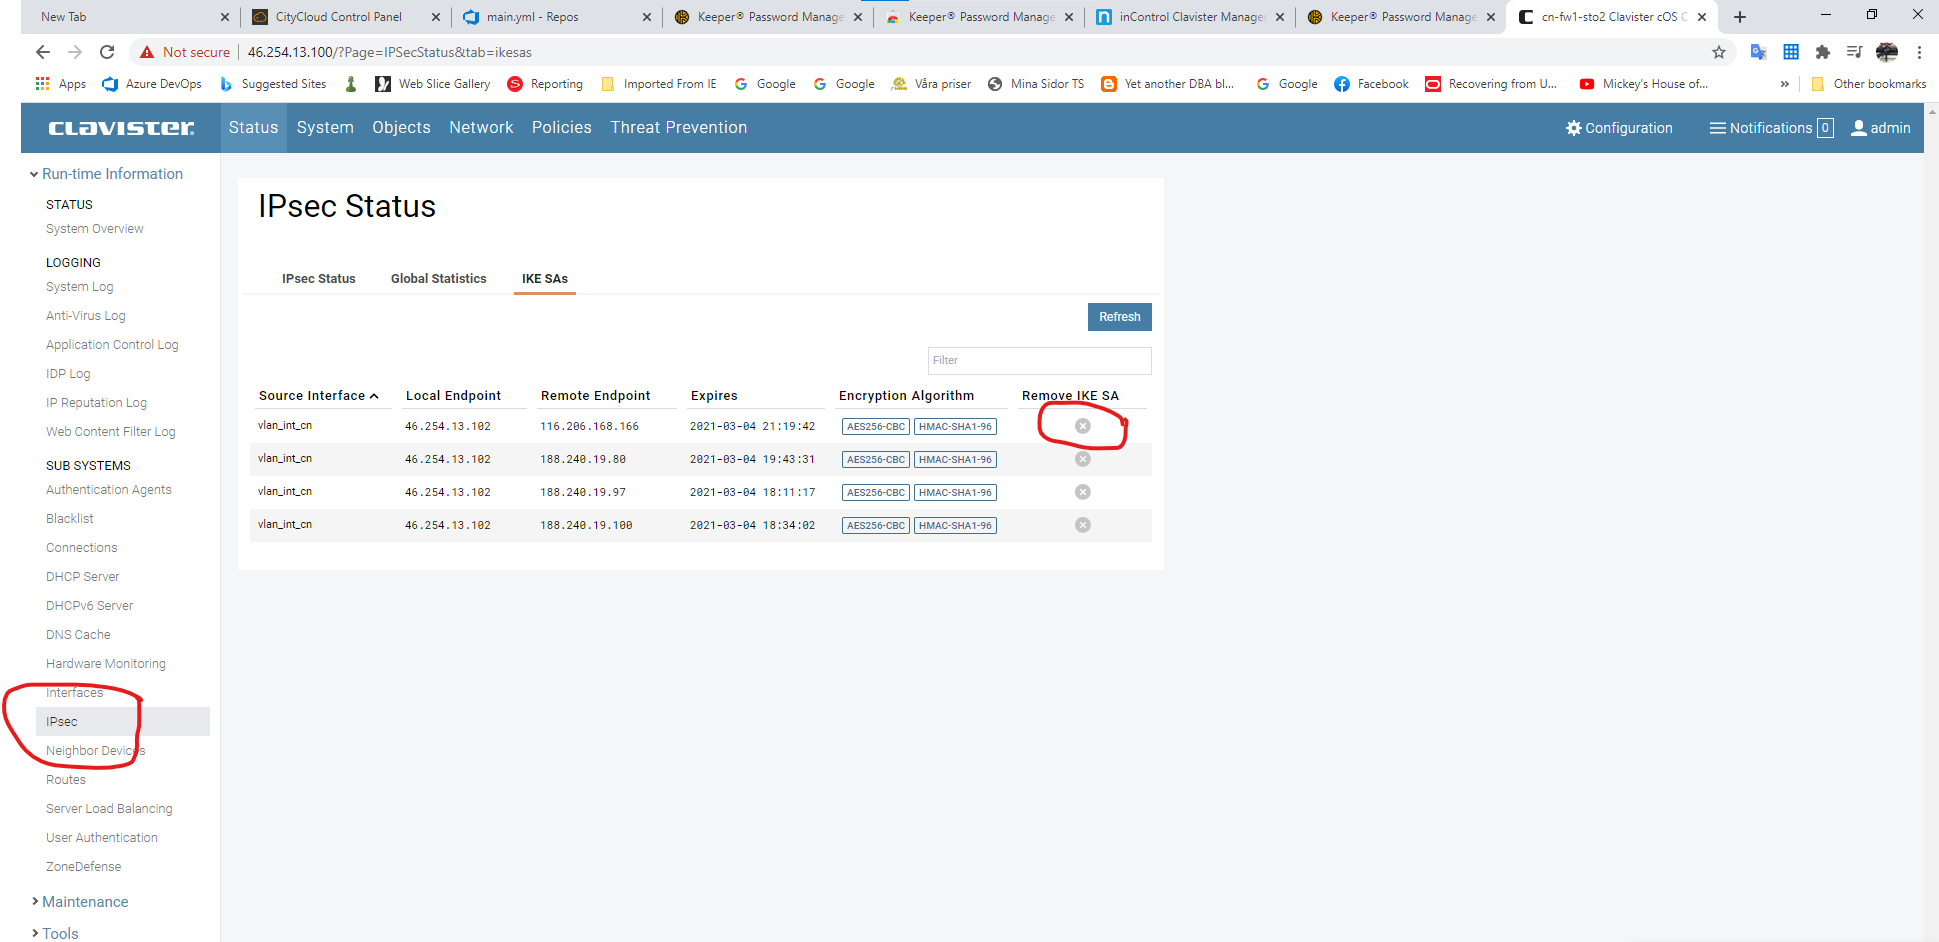 New Tab
CityCloud Control Panel
main.yml - Repos
Keeper® Password Manage
Keeper® Password Manage
inControl Clavister Manager
Keeper® Password Manage
cn-fw1-sto2 Clavister cOS C
Not secure 46.254.13.100/?Page=IPSecStatus&tab=ikesas
Apps Azure DevOps Suggested Sites Web Slice Gallery Reporting Imported From IE Google Google Våra priser Mina Sidor TS Yet another DBA bl... Google Facebook Recovering from U... Mickey's House of... » Other bookmarks
CLAVISTER Status System Objects Network Policies Threat Prevention Configuration Notifications 0 admin
Run-time Information
STATUS
System Overview
LOGGING
System Log
Anti-Virus Log
Application Control Log
IDP Log
IP Reputation Log
Web Content Filter Log
SUB SYSTEMS
Authentication Agents
Blacklist
Connections
DHCP Server
DHCPv6 Server
DNS Cache
Hardware Monitoring
Interfaces
IPsec
Neighbor Devices
Routes
Server Load Balancing
User Authentication
ZoneDefense
Maintenance
Tools
IPsec Status
IPsec Status Global Statistics IKE SAs
Refresh
Filter
Source Interface Local Endpoint Remote Endpoint Expires Encryption Algorithm Remove IKE SA
vlan_int_cn 46.254.13.102 116.206.168.166 2021-03-04 21:19:42 AES256-CBC HMAC-SHA1-96
vlan_int_cn 46.254.13.102 188.240.19.80 2021-03-04 19:43:31 AES256-CBC HMAC-SHA1-96
vlan_int_cn 46.254.13.102 188.240.19.97 2021-03-04 18:11:17 AES256-CBC HMAC-SHA1-96
vlan_int_cn 46.254.13.102 188.240.19.100 2021-03-04 18:34:02 AES256-CBC HMAC-SHA1-96